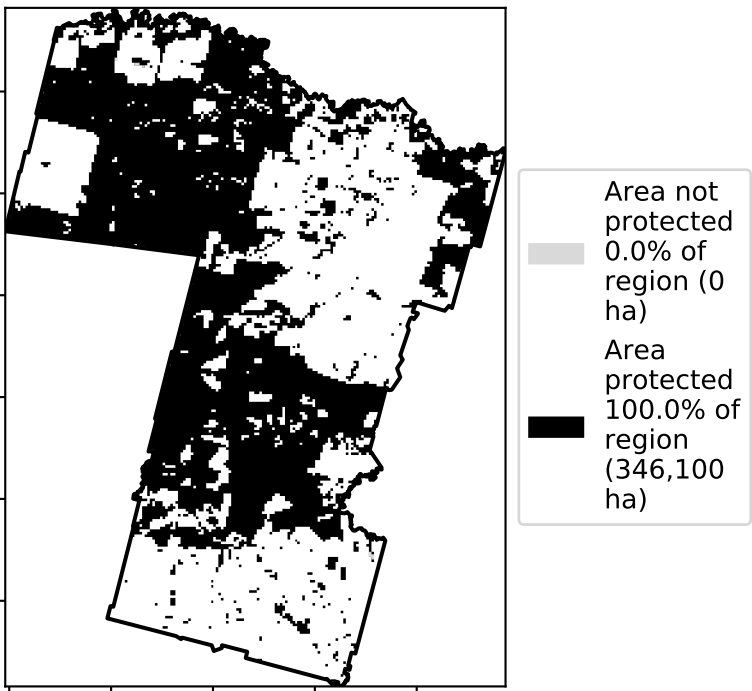 Area not
protected
0.0% of
region (0
ha)
Area
protected
100.0% of
region
(346,100
ha)